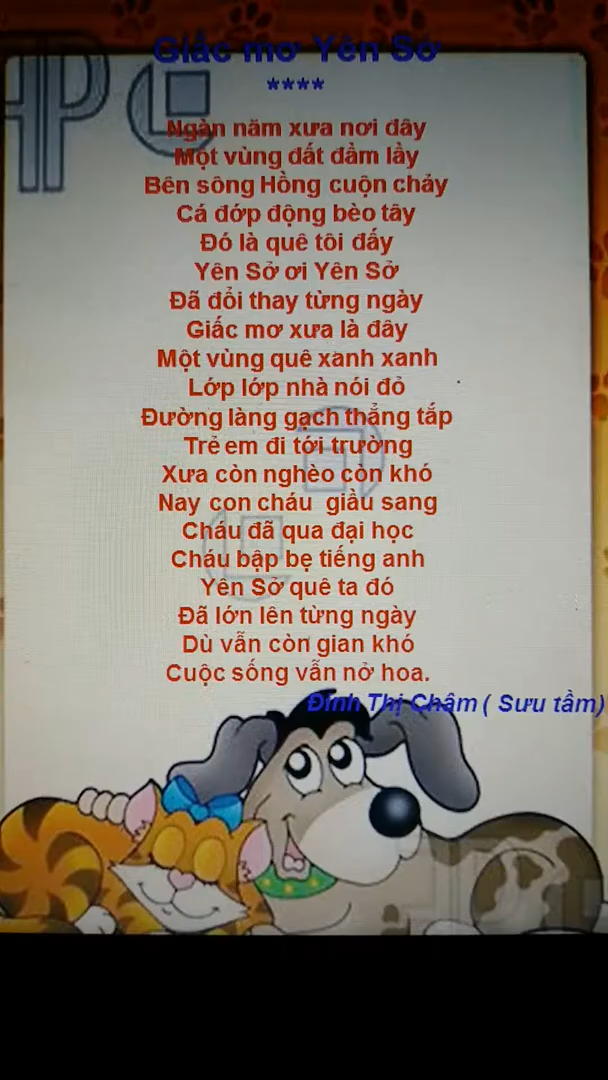 Giấc mơ Yên Sở
****
Ngàn năm xưa nơi đây
Một vùng đất đầm lầy
Bên sông Hồng cuộn chảy
Cá đớp động bèo tây
Đó là quê tôi đấy
Yên Sở ơi Yên Sở
Đã đổi thay từng ngày
Giấc mơ xưa là đây
Một vùng quê xanh xanh
Lớp lớp nhà nói đỏ
Đường làng gạch thẳng tắp
Trẻ em đi tới trường
Xưa còn nghèo còn khó
Nay con cháu giầu sang
Cháu đã qua đại học
Cháu bập bẹ tiếng anh
Yên Sở quê ta đó
Đã lớn lên từng ngày
Dù vẫn còn gian khó
Cuộc sống vẫn nở hoa.
Đinh Thị Châm ( Sưu tầm)